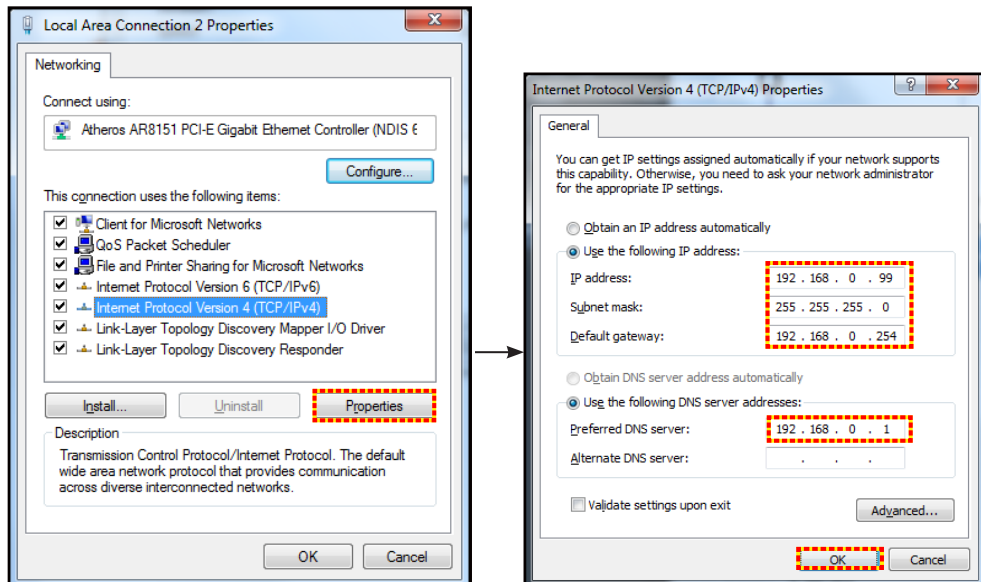 Local Area Connection 2 Properties
Networking
Connect using:
Atheros AR8151 PCI-E Gigabit Ethernet Controller (NDIS 6
Configure...
This connection uses the following items:
Client for Microsoft Networks
QoS Packet Scheduler
File and Printer Sharing for Microsoft Networks
Internet Protocol Version 6 (TCP/IPv6)
Internet Protocol Version 4 (TCP/IPv4)
Link-Layer Topology Discovery Mapper I/O Driver
Link-Layer Topology Discovery Responder
Install... Uninstall Properties
Description
Transmission Control Protocol/Internet Protocol. The default
wide area network protocol that provides communication
across diverse interconnected networks.
OK Cancel
Internet Protocol Version 4 (TCP/IPv4) Properties
General
You can get IP settings assigned automatically if your network supports
this capability. Otherwise, you need to ask your network administrator
for the appropriate IP settings.
Obtain an IP address automatically
Use the following IP address:
IP address: 192 . 168 . 0 . 99
Subnet mask: 255 . 255 . 255 . 0
Default gateway: 192 . 168 . 0 . 254
Obtain DNS server address automatically
Use the following DNS server addresses:
Preferred DNS server: 192 . 168 . 0 . 1
Alternate DNS server: . . .
Validate settings upon exit
Advanced...
OK Cancel